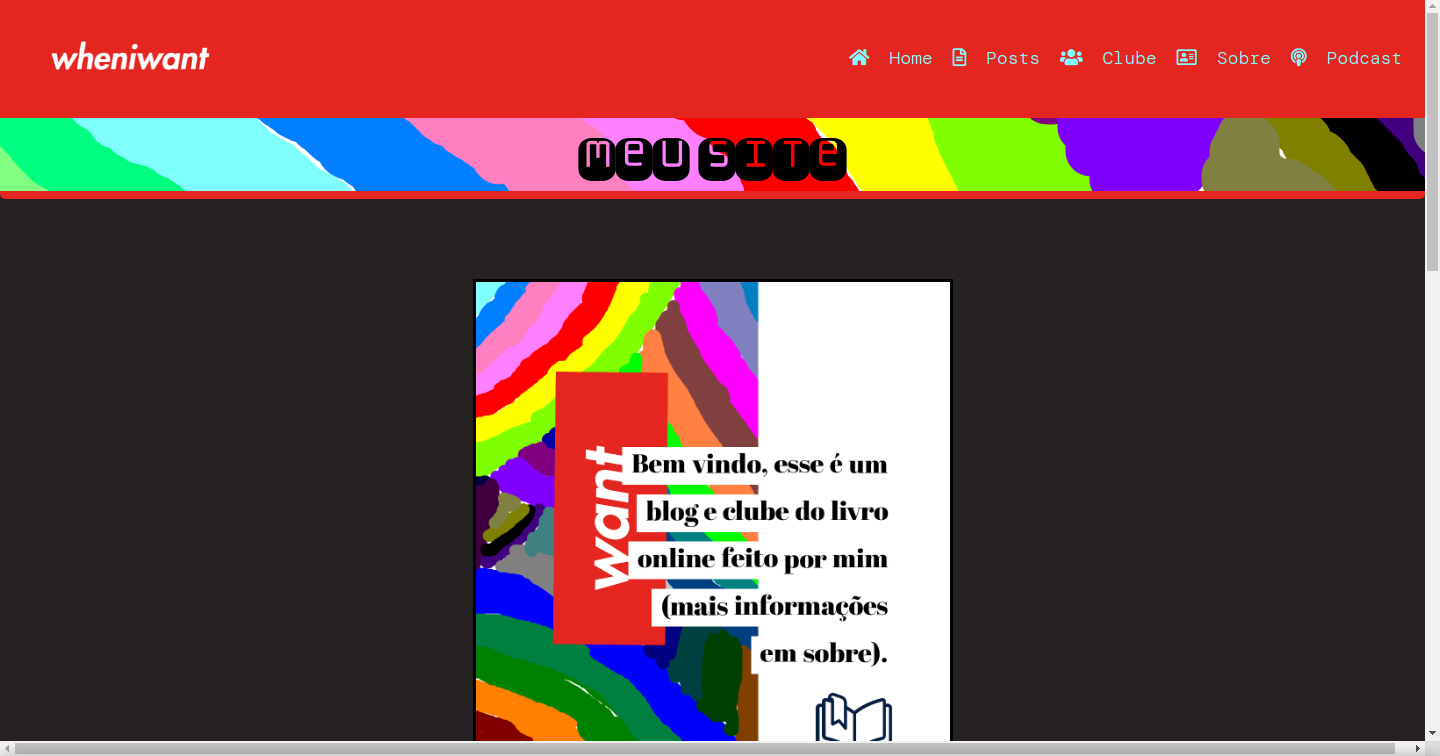 wheniwant
Home Posts Clube Sobre Podcast
meu site
want
Bem vindo, esse é um
blog e clube do livro
online feito por mim
(mais informações
em sobre).